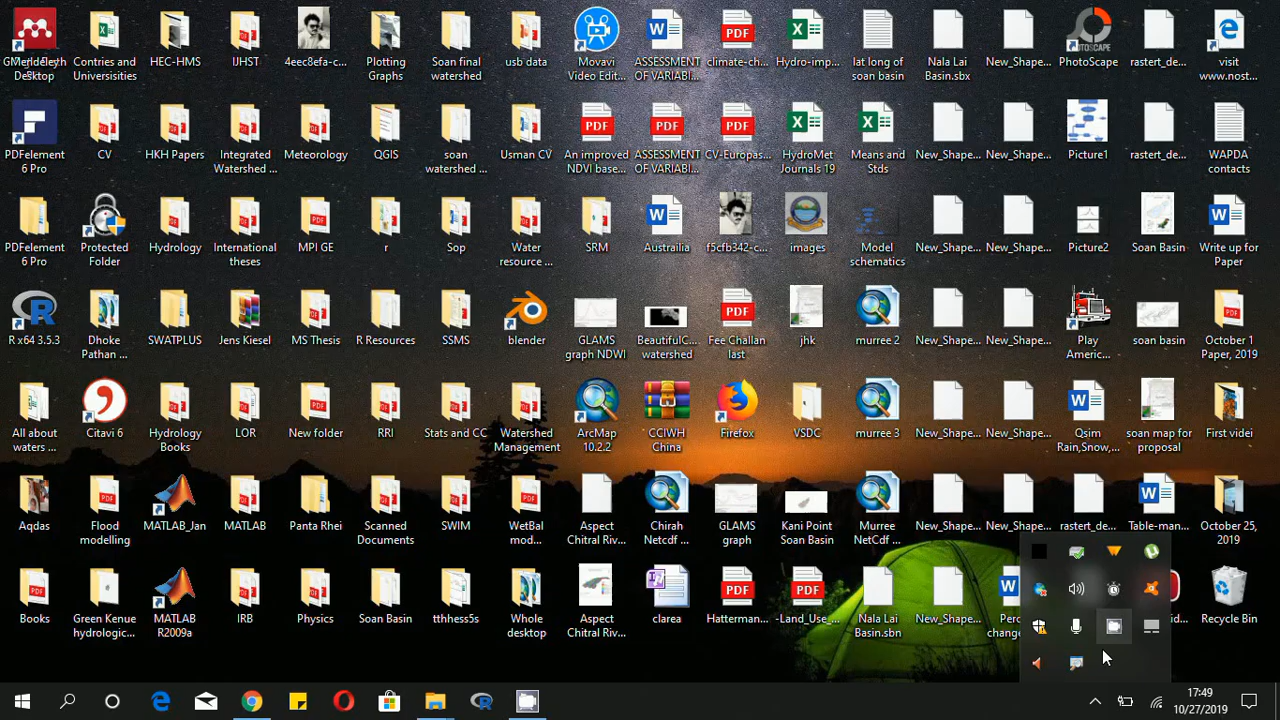 GMendeleyth Desktop
Contries and Universisities
HEC-HMS
IJHST
4eec8efa-c...
Plotting Graphs
Soan final watershed
usb data
Movavi Video Edit...
ASSESSMENT OF VARIABI...
climate-ch...
Hydro-imp...
lat long of soan basin
Nala Lai Basin.sbx
New_Shape...
PHOTOSCAPE
PhotoScape
rastert_de...
visit www.nost...
PDFelement 6 Pro
CV
HKH Papers
Integrated Watershed ...
Meteorology
QGIS
soan watershed ...
Usman CV
An improved NDVI base...
ASSESSMENT OF VARIABI...
CV-Europas...
HydroMet Journals 19
Means and Stds
New_Shape...
New_Shape...
Picture1
rastert_de...
WAPDA contacts
PDFelement 6 Pro
Protected Folder
Hydrology
International theses
MPI GE
r
Sop
Water resource ...
SRM
Austrailia
f5cfb342-c...
images
Model schematics
New_Shape...
New_Shape...
Picture2
Soan Basin
Write up for Paper
R x64 3.5.3
Dhoke Pathan ...
SWATPLUS
Jens Kiesel
MS Thesis
R Resources
SSMS
blender
GLAMS graph NDWI
BeautifulC... watershed
Fee Challan last
jhk
murree 2
New_Shape...
New_Shape...
Play Americ...
soan basin
October 1 Paper, 2019
All about waters ...
Citavi 6
Hydrology Books
LOR
New folder
RRI
Stats and CC
Watershed Management
ArcMap 10.2.2
CCIWH China
Firefox
VSDC
murree 3
New_Shape...
New_Shape...
Qsim Rain,Snow,...
soan map for proposal
First videi
Aqdas
Flood modelling
MATLAB_Jan
MATLAB
Panta Rhei
Scanned Documents
SWIM
WetBal mod...
Aspect Chitral Riv...
Chirah Netcdf ...
GLAMS graph
Kani Point Soan Basin
Murree NetCdf ...
New_Shape...
New_Shape...
rastert_de...
Table-man...
October 25, 2019
Books
Green Kenue hydrologic...
MATLAB R2009a
IRB
Physics
Soan Basin
tthhess5s
Whole desktop
Aspect Chitral Riv...
clarea
Hatterman...
-Land_Use_...
Nala Lai Basin.sbn
New_Shape...
Recycle Bin
17:49
10/27/2019